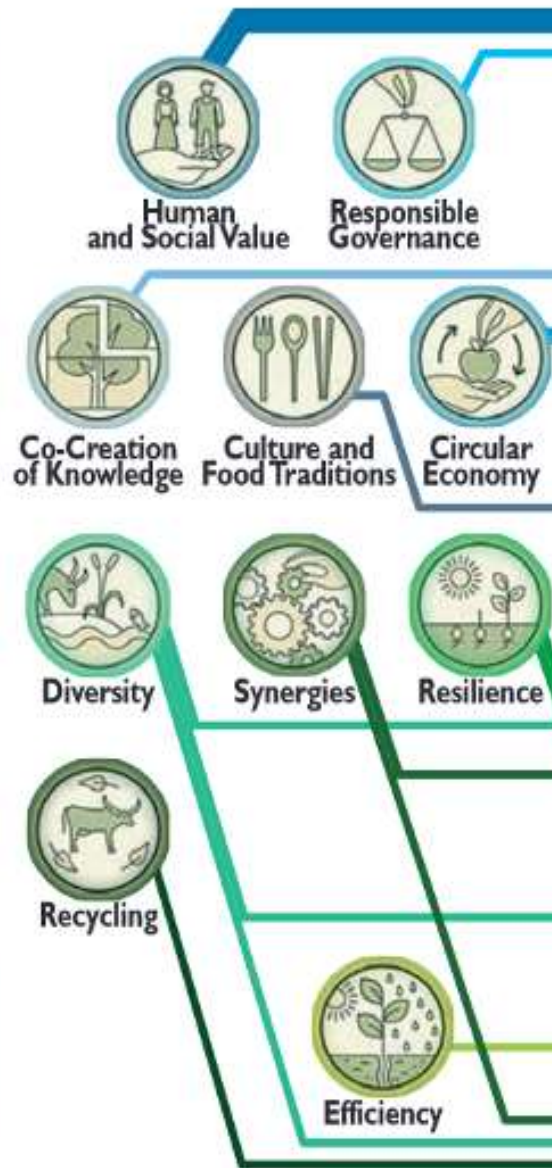 Human
and Social Value
Responsible
Governance
Co-Creation
of Knowledge
Culture and
Food Traditions
Circular
Economy
Diversity
Synergies
Resilience
Recycling
Efficiency